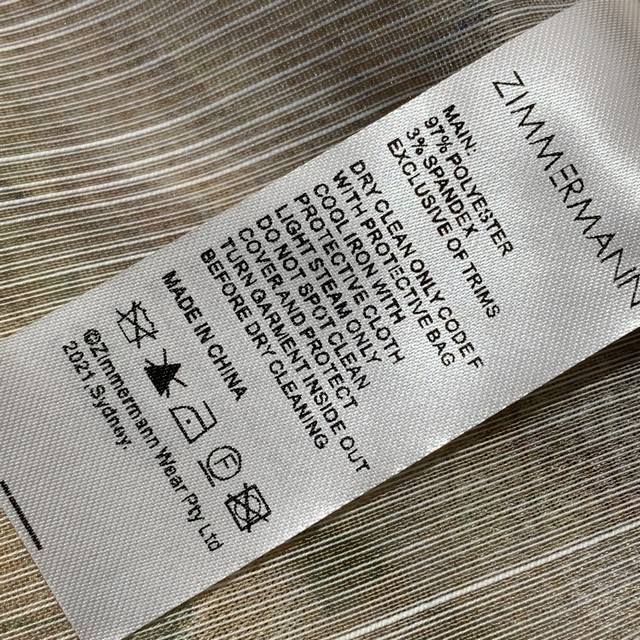 ZIMMERMANN
MAIN:
97% POLYESTER
3% SPANDEX
EXCLUSIVE OF TRIMS
DRY CLEAN ONLY CODE F
WITH PROTECTIVE BAG
COOL IRON WITH
PROTECTIVE CLOTH
LIGHT STEAM ONLY
DO NOT SPOT CLEAN
COVER AND PROTECT
TURN GARMENT INSIDE OUT
BEFORE DRY CLEANING
MADE IN CHINA
F
©Zimmermann Wear Pty Ltd
2021 Sydney.